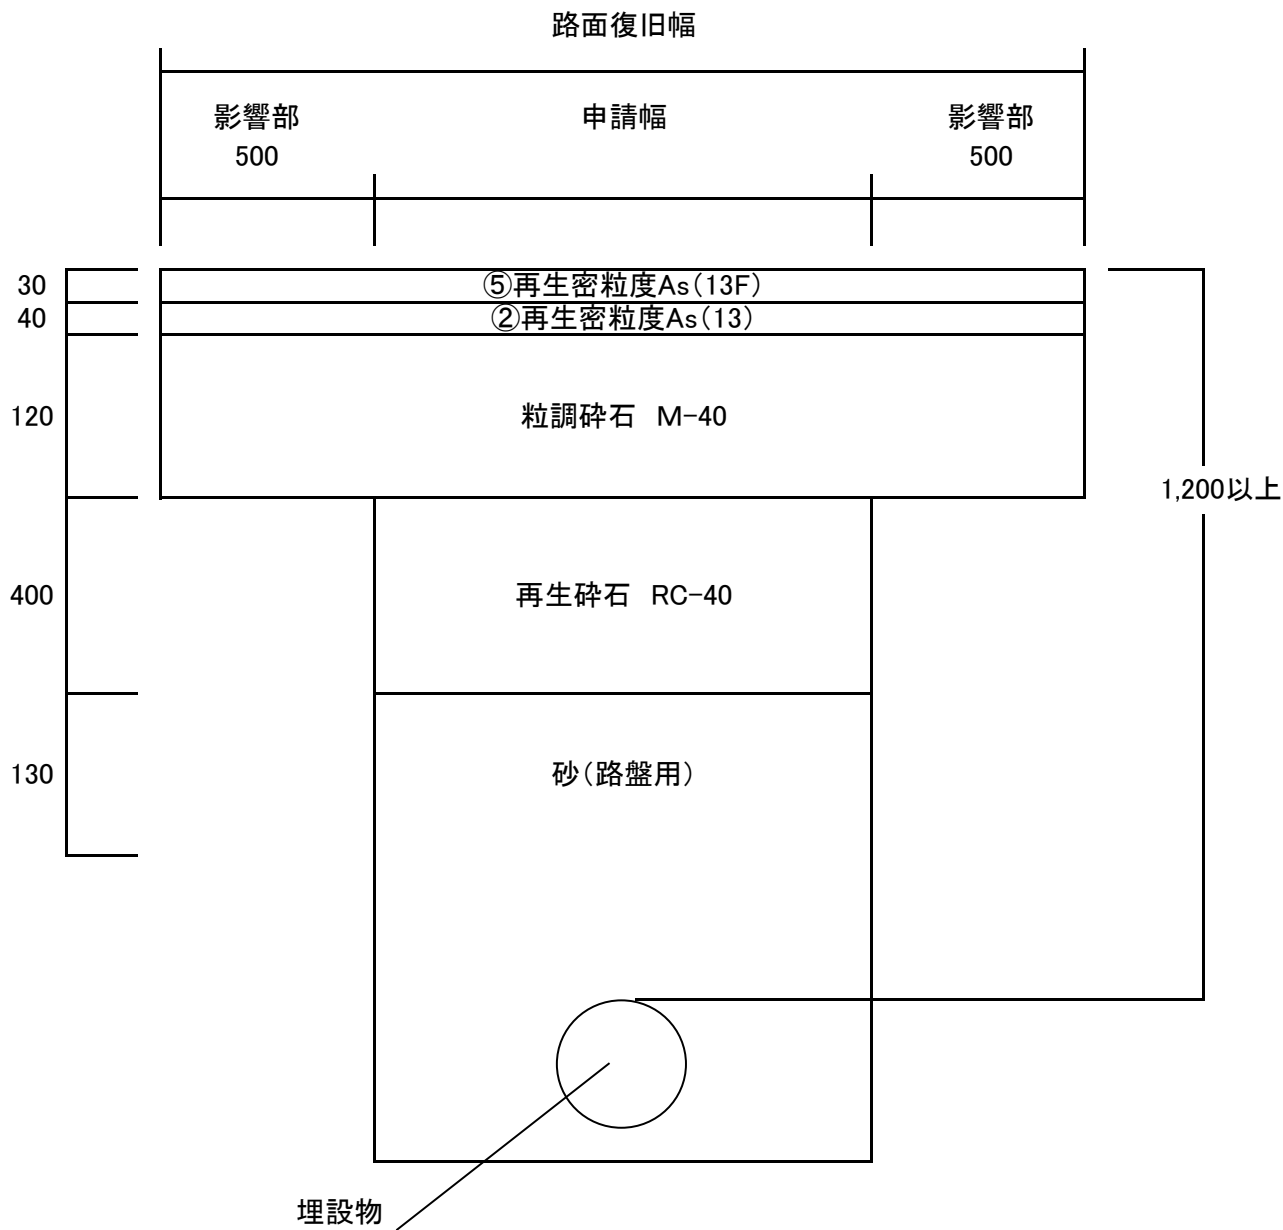 路面復旧幅
影響部
500
申請幅
影響部
500
30
⑤再生密粒度As(13F)
40
②再生密粒度As(13)
120
粒調砕石　M-40
1,200以上
400
再生砕石　RC-40
130
砂(路盤用)
埋設物